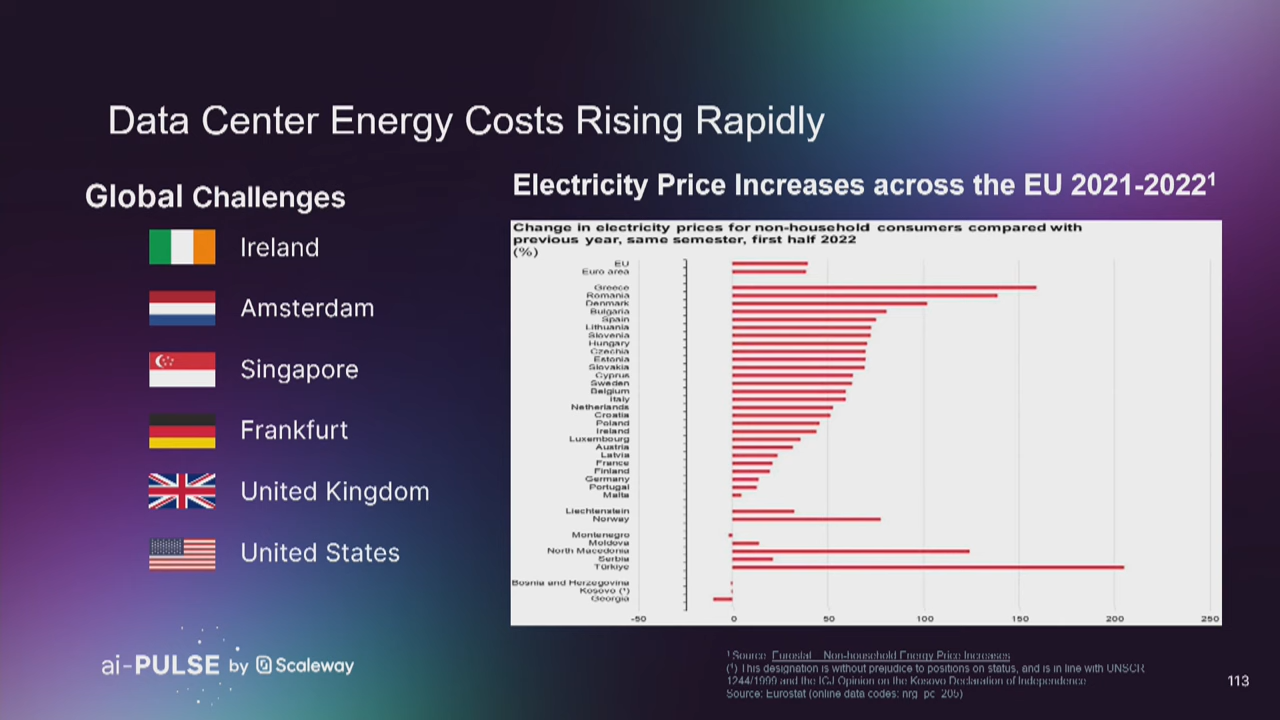 Data Center Energy Costs Rising Rapidly
Global Challenges
Ireland
Amsterdam
Singapore
Frankfurt
United Kingdom
United States
Electricity Price Increases across the EU 2021-2022¹
Change in electricity prices for non-household consumers compared with
previous year, same semester, first half 2022
(%)
EU
Euro area
Greece
Romania
Denmark
Bulgaria
Spain
Lithuania
Slovenia
Hungary
Czechia
Estonia
Slovakia
Cyprus
Sweden
Belgium
Italy
Netherlands
Croatia
Poland
Ireland
Luxembourg
Austria
Latvia
France
Finland
Germany
Portugal
Malta
Liechtenstein
Norway
Montenegro
Moldova
North Macedonia
Serbia
Türkiye
Bosnia and Herzegovina
Kosovo (¹)
Georgia
-50 0 50 100 150 200 250
¹ Source: Eurostat Non-household Energy Price Increases
(¹) This designation is without prejudice to positions on status, and is in line with UNSCR
1244/1999 and the ICJ Opinion on the Kosovo Declaration of Independence
Source: Eurostat (online data codes: nrg_pc_205)
ai-PULSE by Scaleway
113